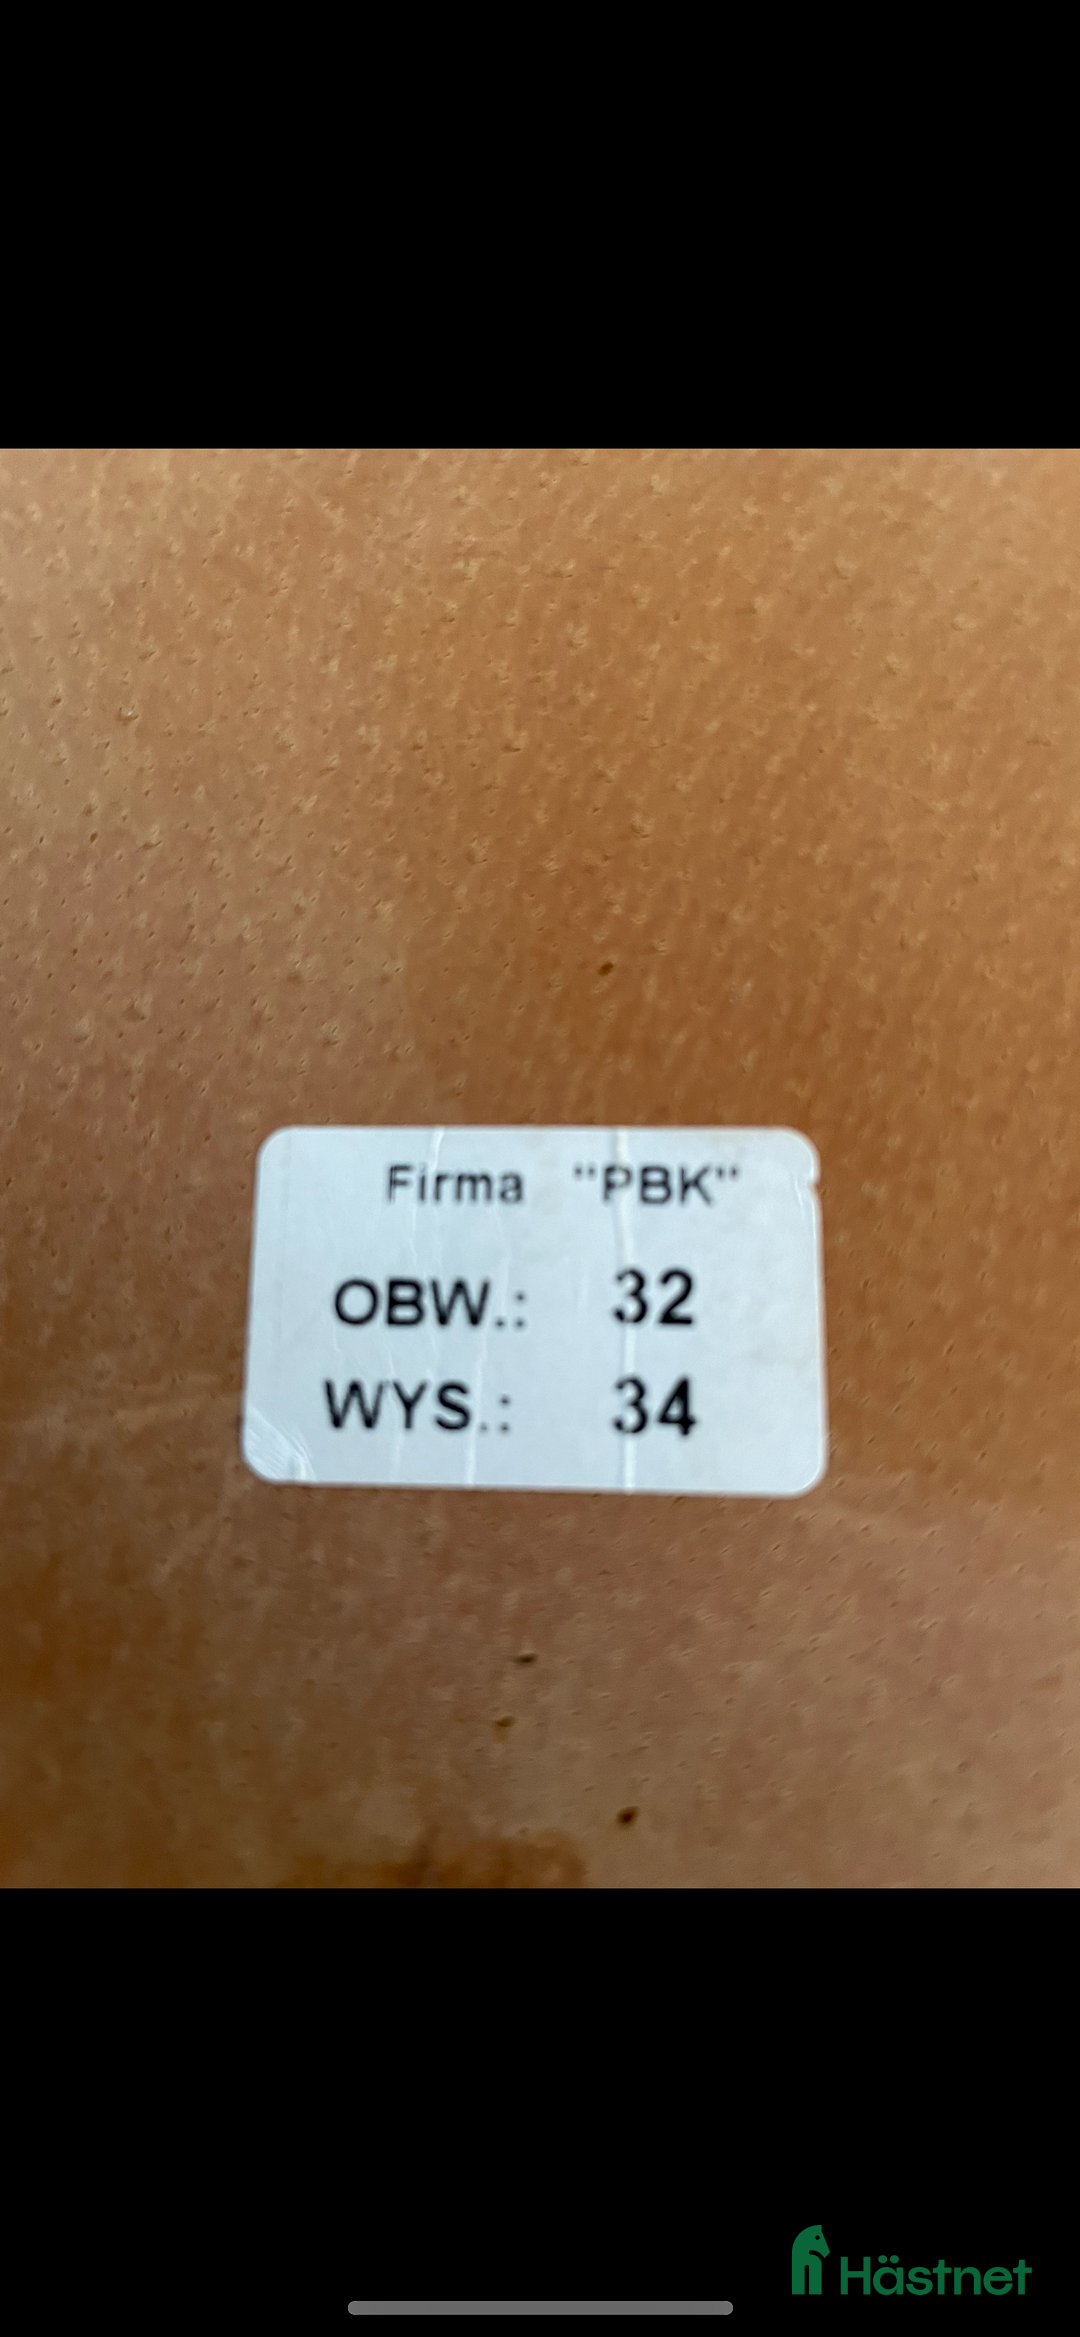 Firma "PBK"
OBW.: 32
WYS.: 34
Hästnet